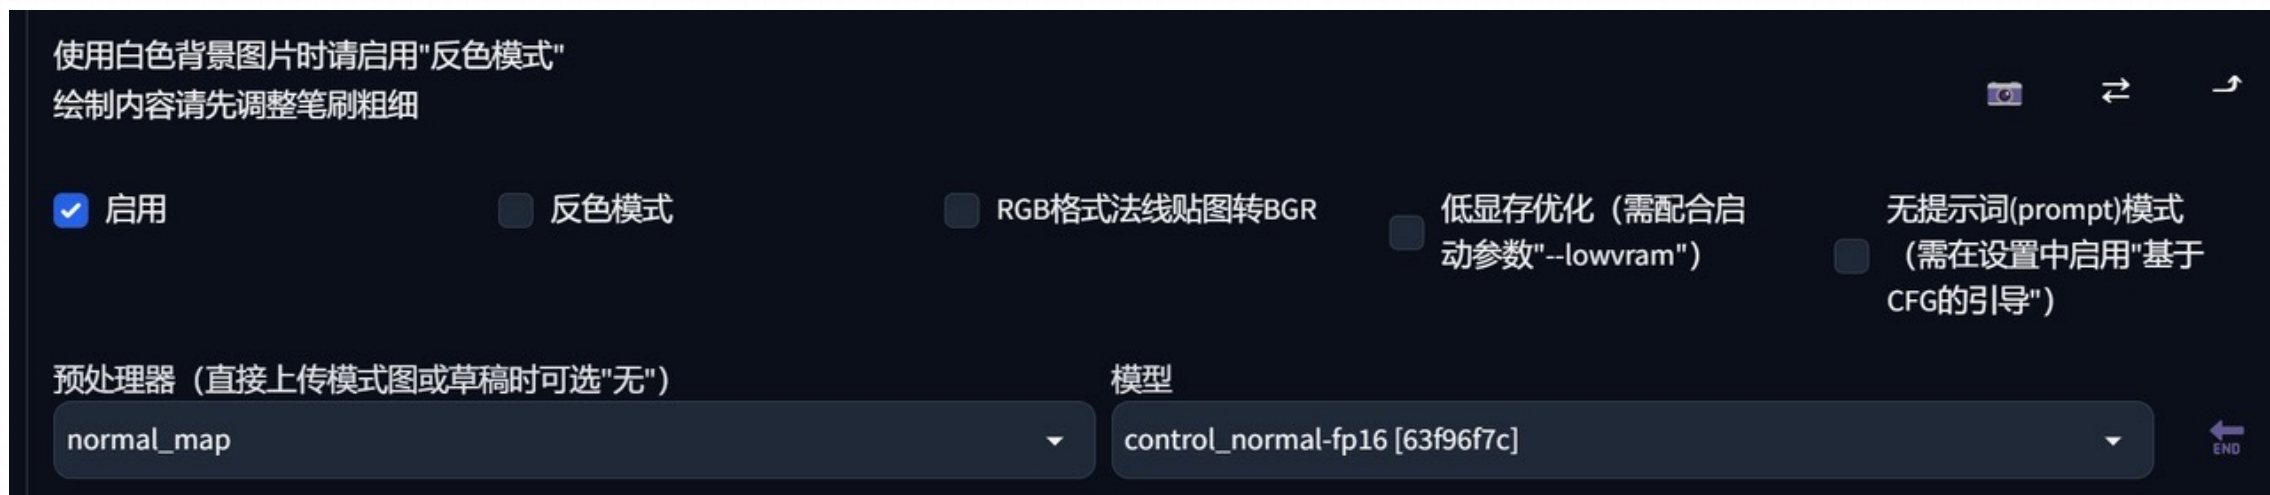 使用白色背景图片时请启用"反色模式"
绘制内容请先调整笔刷粗细
启用
反色模式
RGB格式法线贴图转BGR
低显存优化（需配合启
动参数"--lowvram"）
无提示词(prompt)模式
（需在设置中启用"基于
CFG的引导"）
预处理器（直接上传模式图或草稿时可选"无"）
模型
normal_map
control_normal-fp16 [63f96f7c]
END